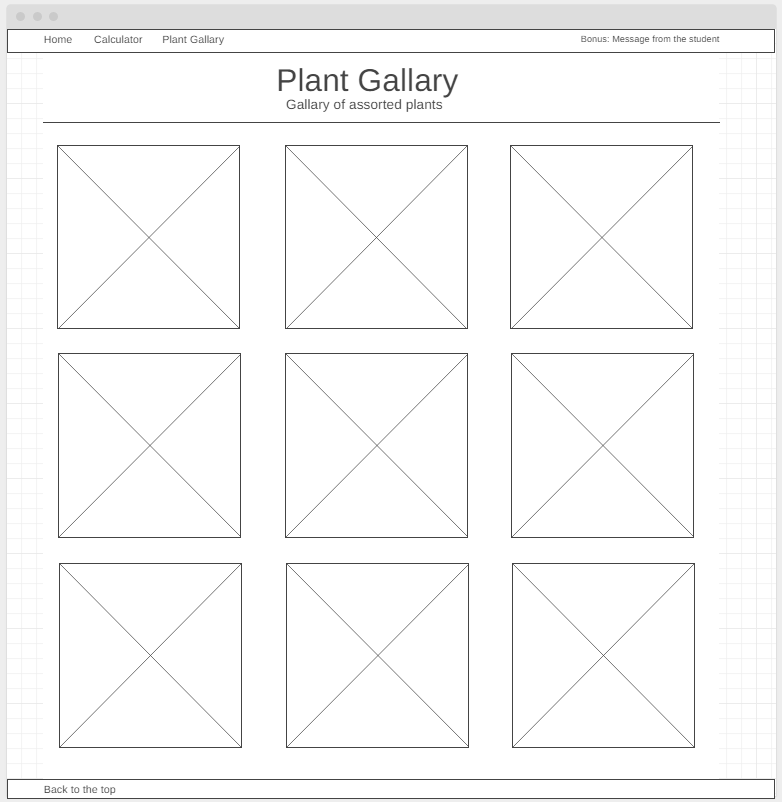 Home Calculator Plant Gallary Bonus: Message from the student
Plant Gallary
Gallary of assorted plants
Back to the top